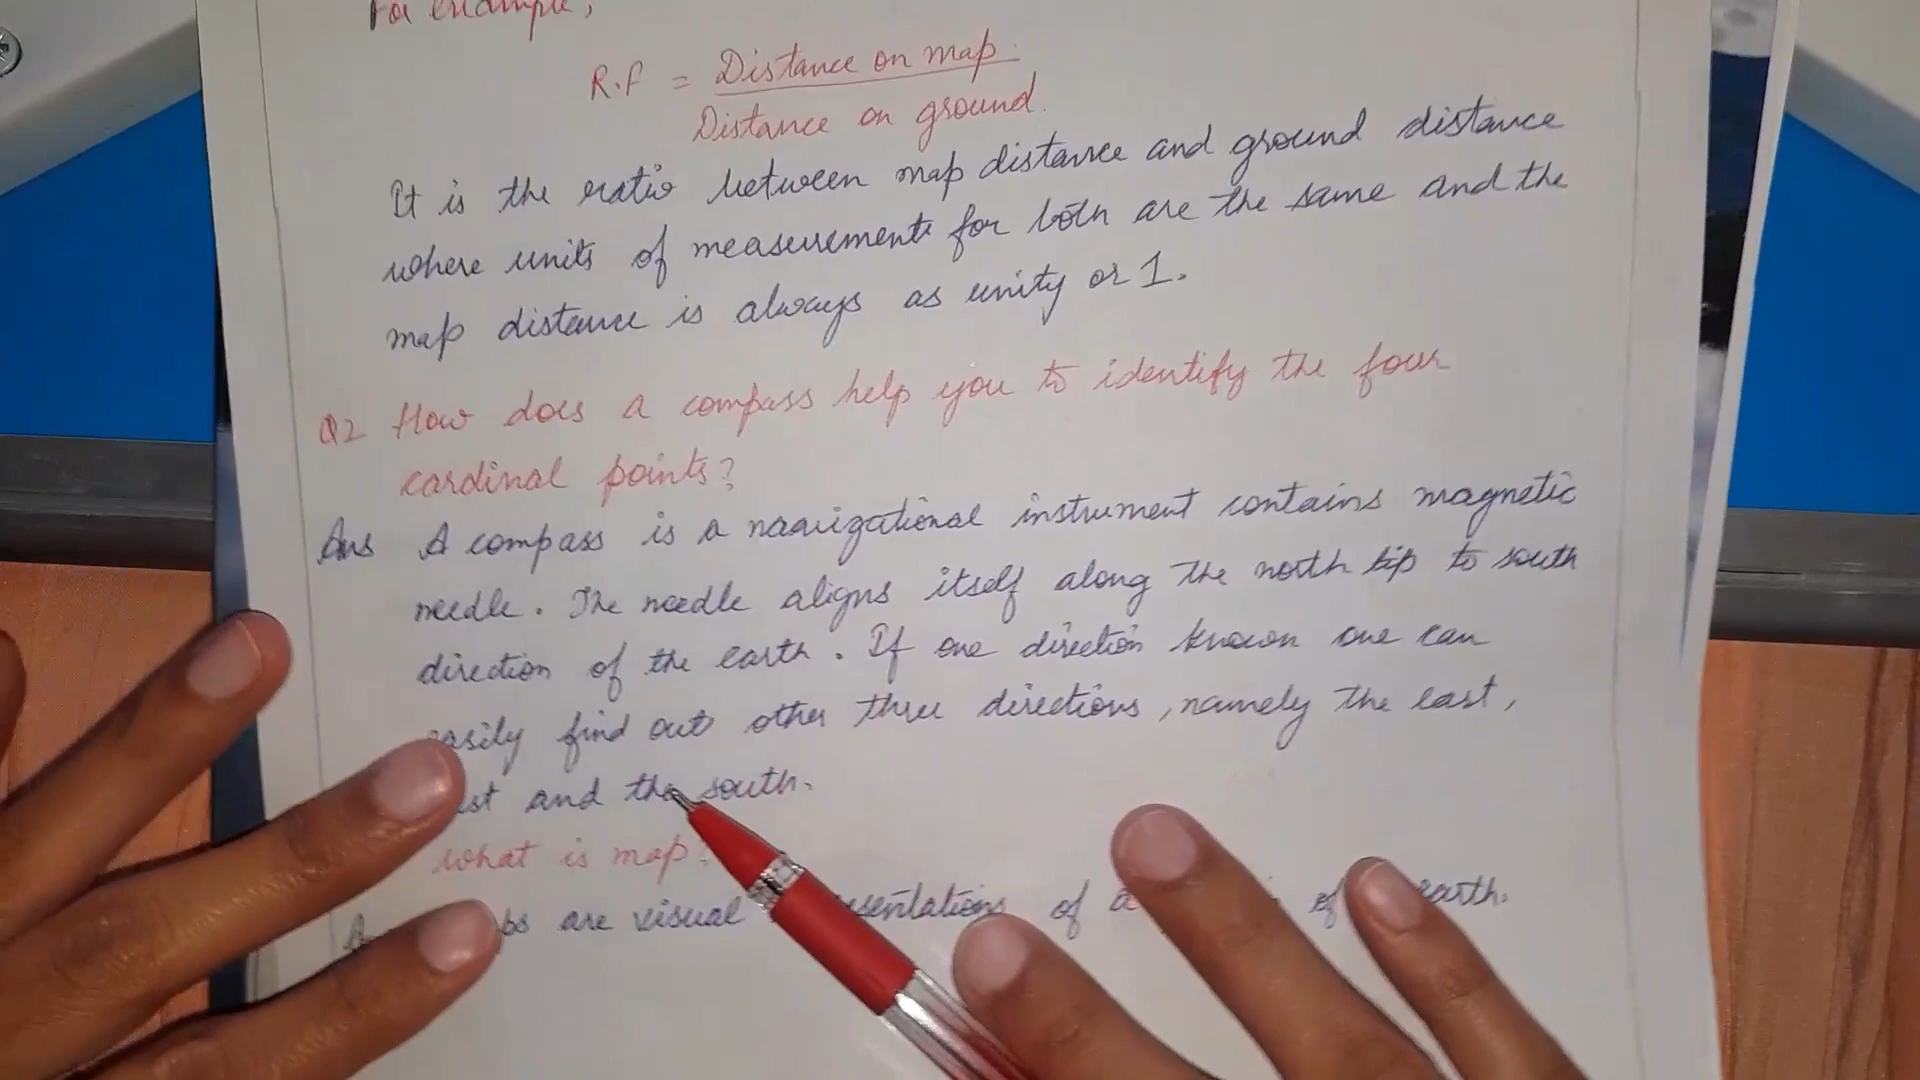 For example,
R.F = Distance on map.
Distance on ground.
It is the ratio between map distance and ground distance
where units of measurements for both are the same and the
map distance is always as unity or 1.
Q2 How does a compass help you to identify the four
cardinal points?
Ans A compass is a navigational instrument contains magnetic
needle. The needle aligns itself along the north tip to south
direction of the earth. If one direction known one can
easily find out other three directions, namely the east,
and the south.
what is map?
are visual of earth.